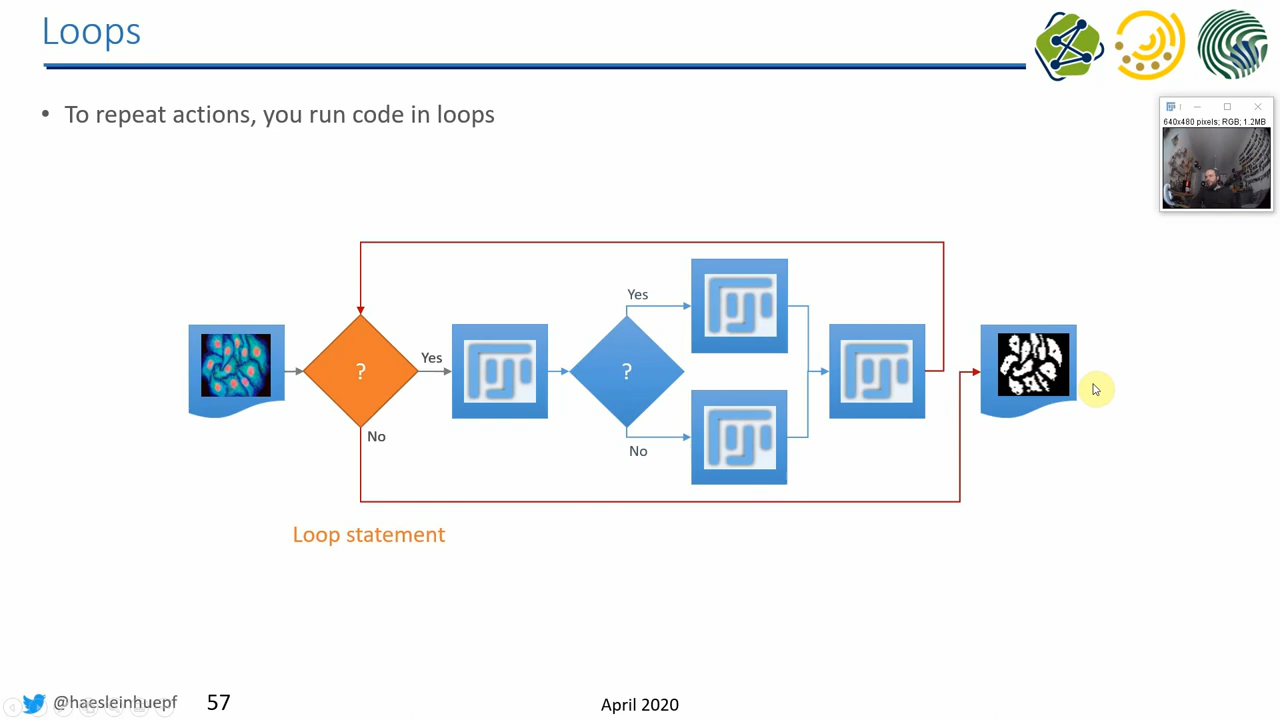 Loops
• To repeat actions, you run code in loops
640x480 pixels; RGB; 1.2MB
Yes
?
Yes
?
No
No
Loop statement
@haesleinhuepf
57
April 2020